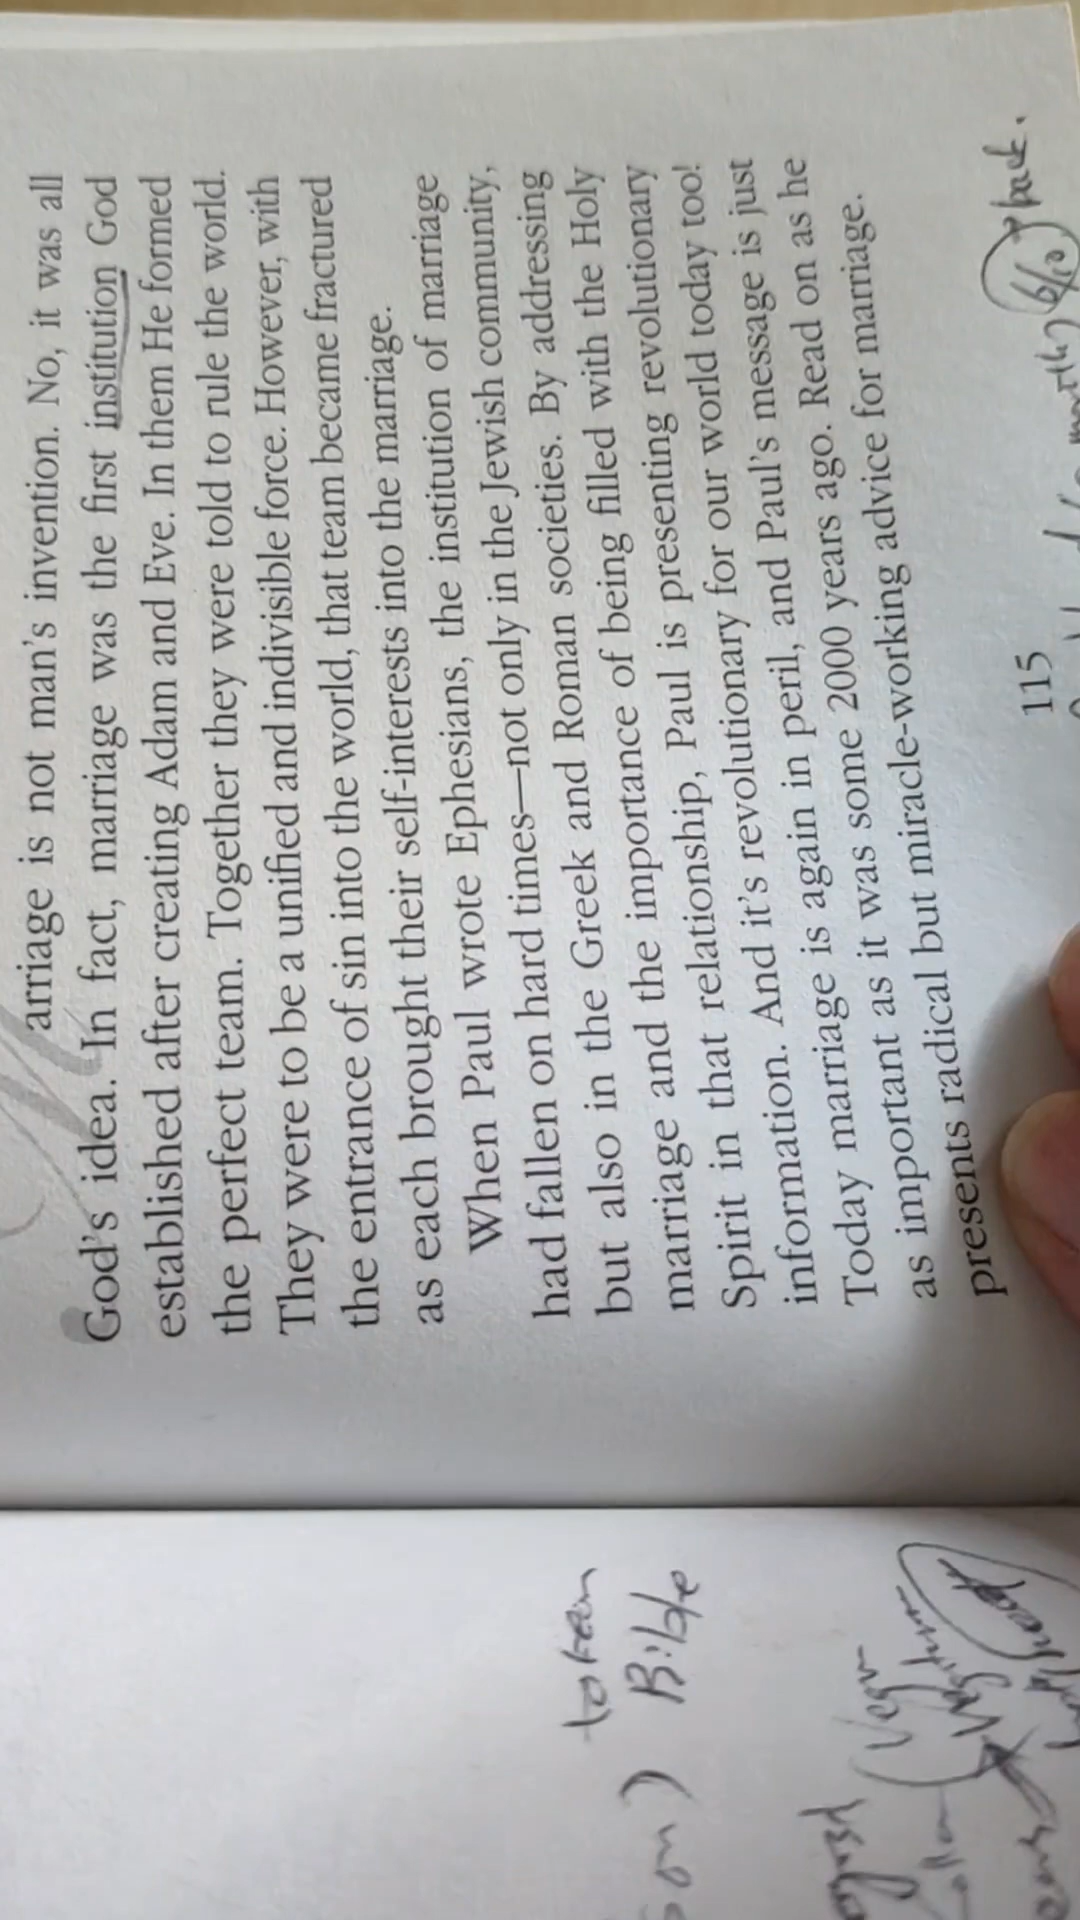 arriage is not man's invention. No, it was all
God's idea. In fact, marriage was the first institution God
established after creating Adam and Eve. In them He formed
the perfect team. Together they were told to rule the world.
They were to be a unified and indivisible force. However, with
the entrance of sin into the world, that team became fractured
as each brought their self-interests into the marriage.
When Paul wrote Ephesians, the institution of marriage
had fallen on hard times—not only in the Jewish community,
but also in the Greek and Roman societies. By addressing
marriage and the importance of being filled with the Holy
Spirit in that relationship, Paul is presenting revolutionary
information. And it's revolutionary for our world today too!
Today marriage is again in peril, and Paul's message is just
as important as it was some 2000 years ago. Read on as he
presents radical but miracle-working advice for marriage.
115
back.
token
Bible